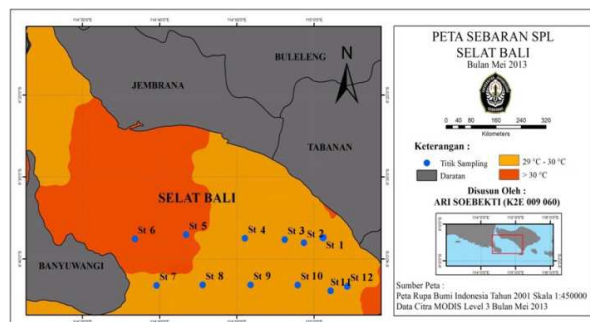 PETA SEBARAN SPL
SELAT BALI
Bulan Mei 2013
N
BULELENG
JEMBRANA
TABANAN
SELAT BALI
BANYUWANGI
St 6
St 5
St 4
St 3
St 2
St 1
St 7
St 8
St 9
St 10
St 11
St 12
0 40 80 160 240 320
Kilometers
Keterangan :
Titik Sampling
Daratan
29 °C - 30 °C
> 30 °C
Disusun Oleh :
ARI SOEBEKTI (K2E 009 060)
Sumber Peta :
Peta Rupa Bumi Indonesia Tahun 2001 Skala 1:450000
Data Citra MODIS Level 3 Bulan Mei 2013